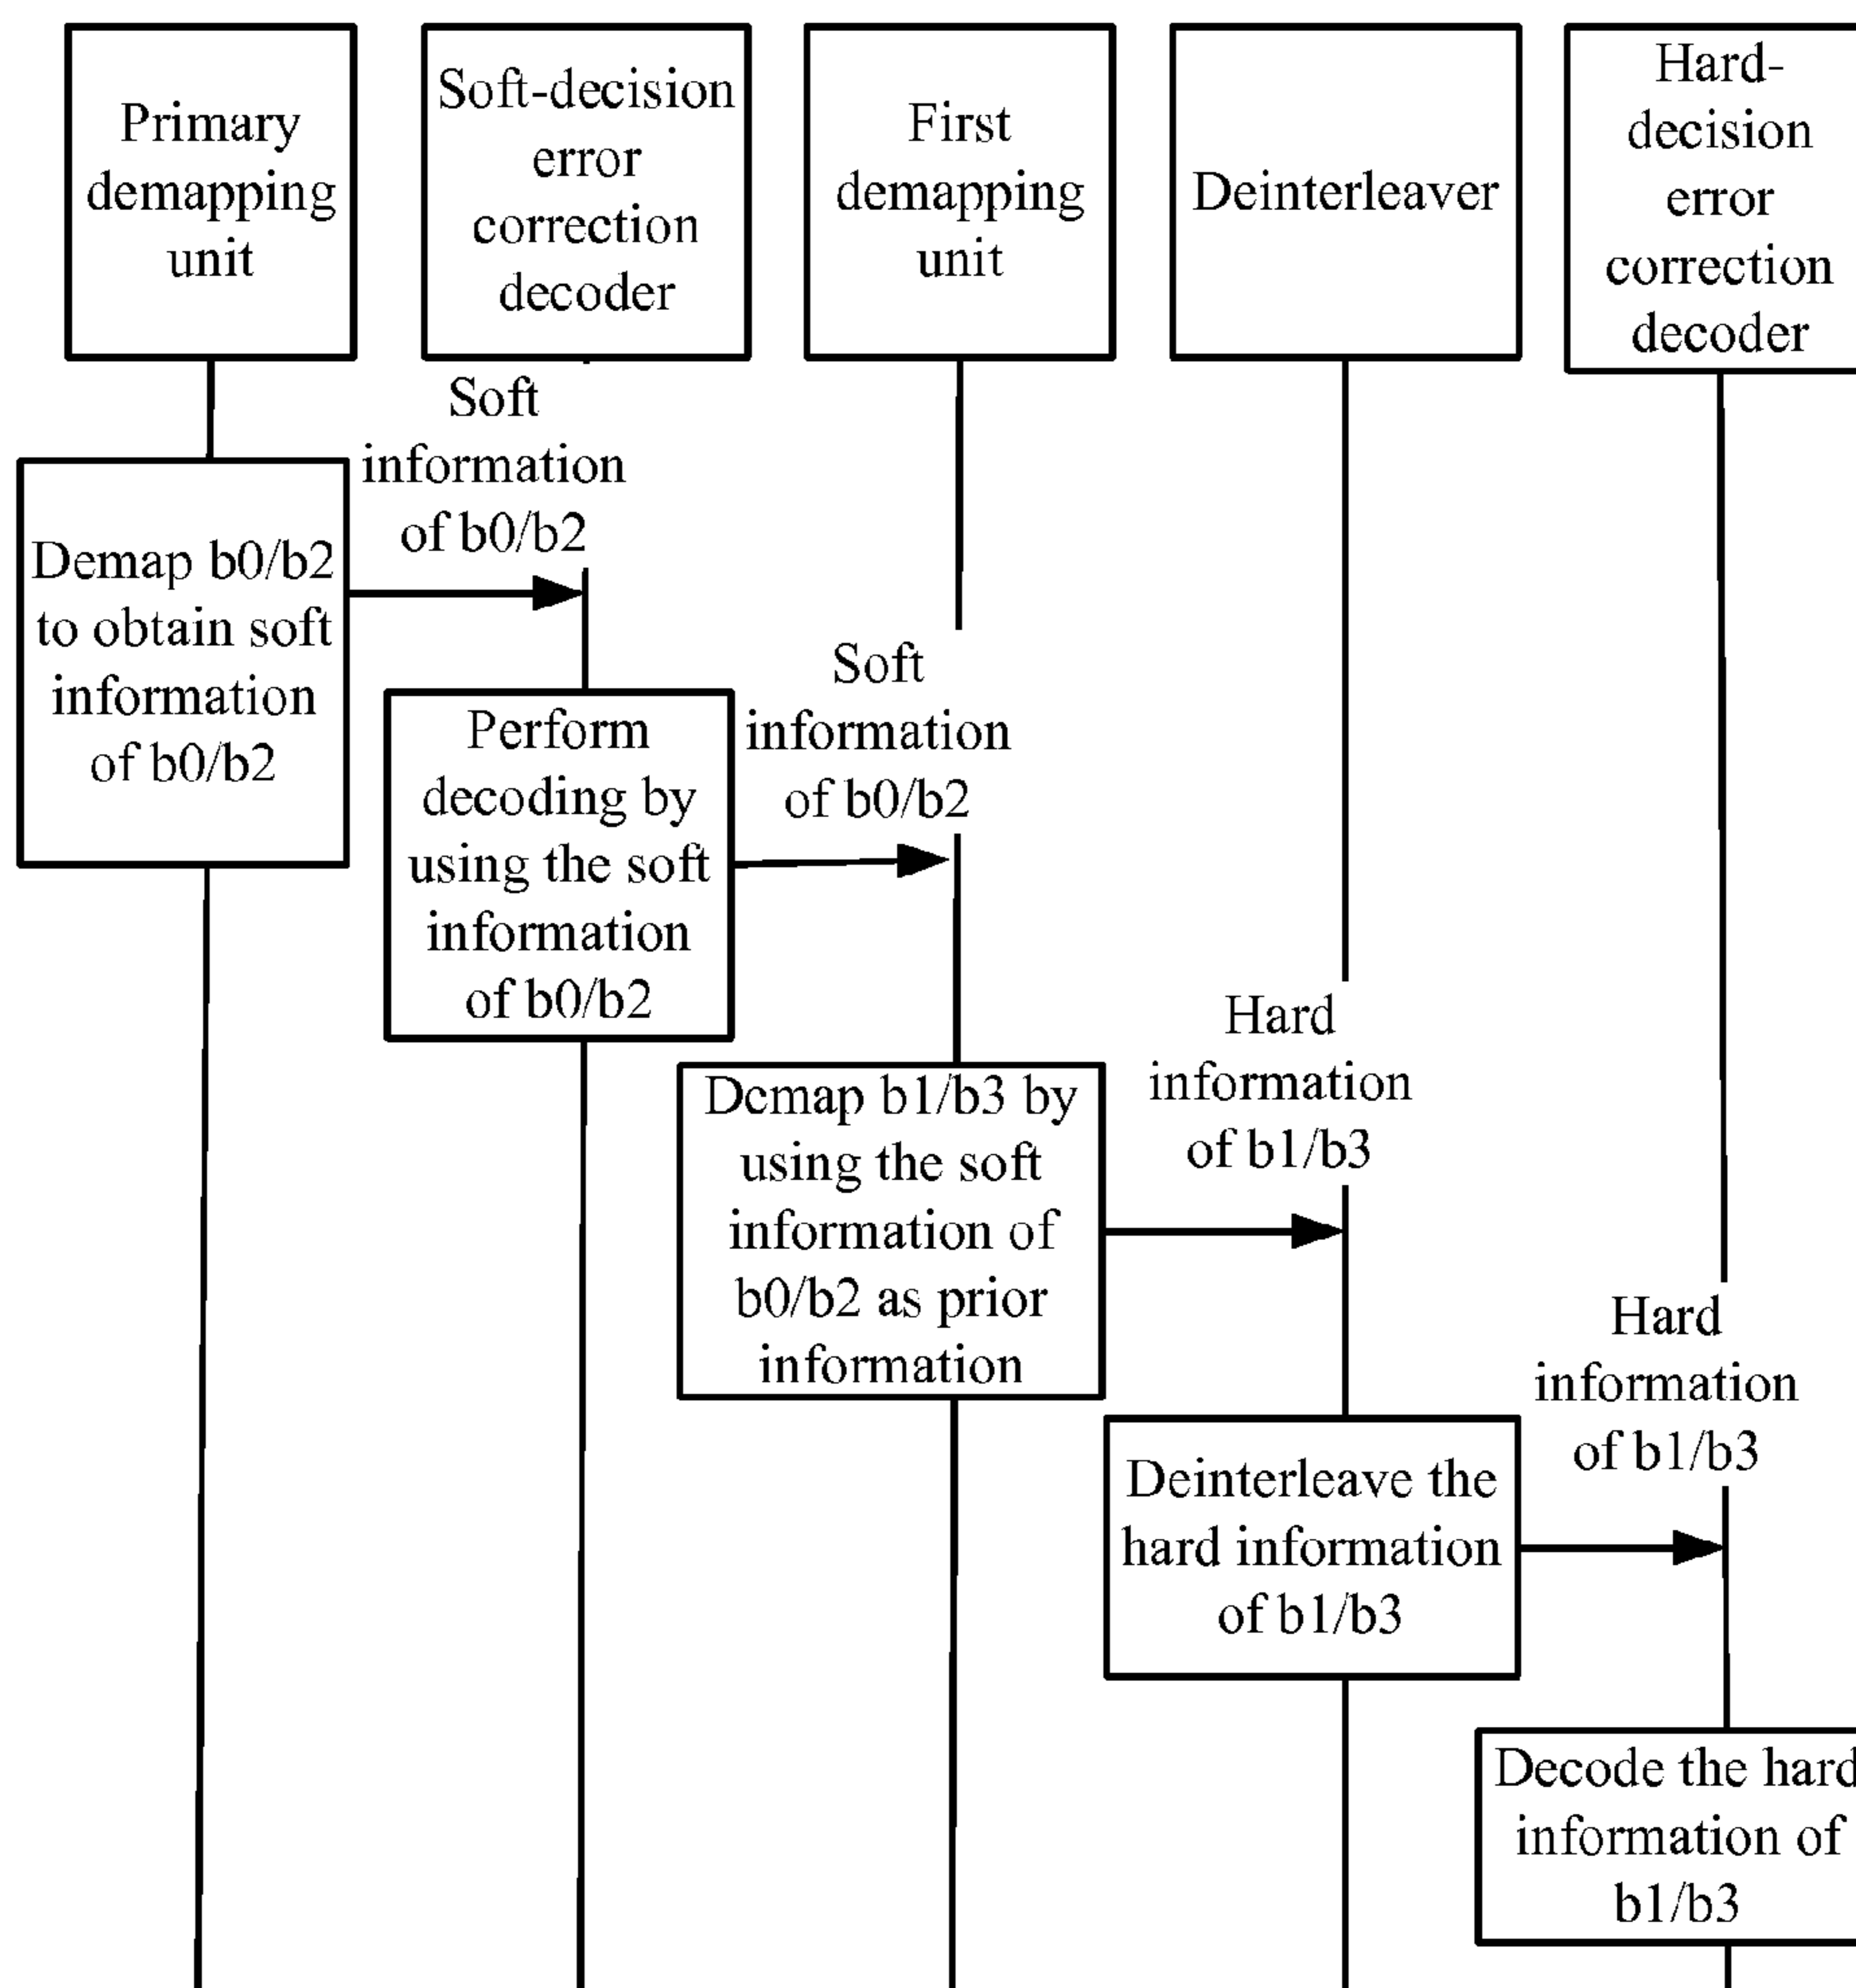 Primary
demapping
unit
Soft-decision
error
correction
decoder
First
demapping
unit
Deinterleaver
Hard-
decision
error
correction
decoder
Soft
information
of b0/b2
Demap b0/b2
to obtain soft
information
of b0/b2
Soft
information
of b0/b2
Perform
decoding by
using the soft
information
of b0/b2
Hard
information
of b1/b3
Demap b1/b3 by
using the soft
information of
b0/b2 as prior
information
Hard
information
of b1/b3
Deinterleave the
hard information
of b1/b3
Decode the hard
information of
b1/b3